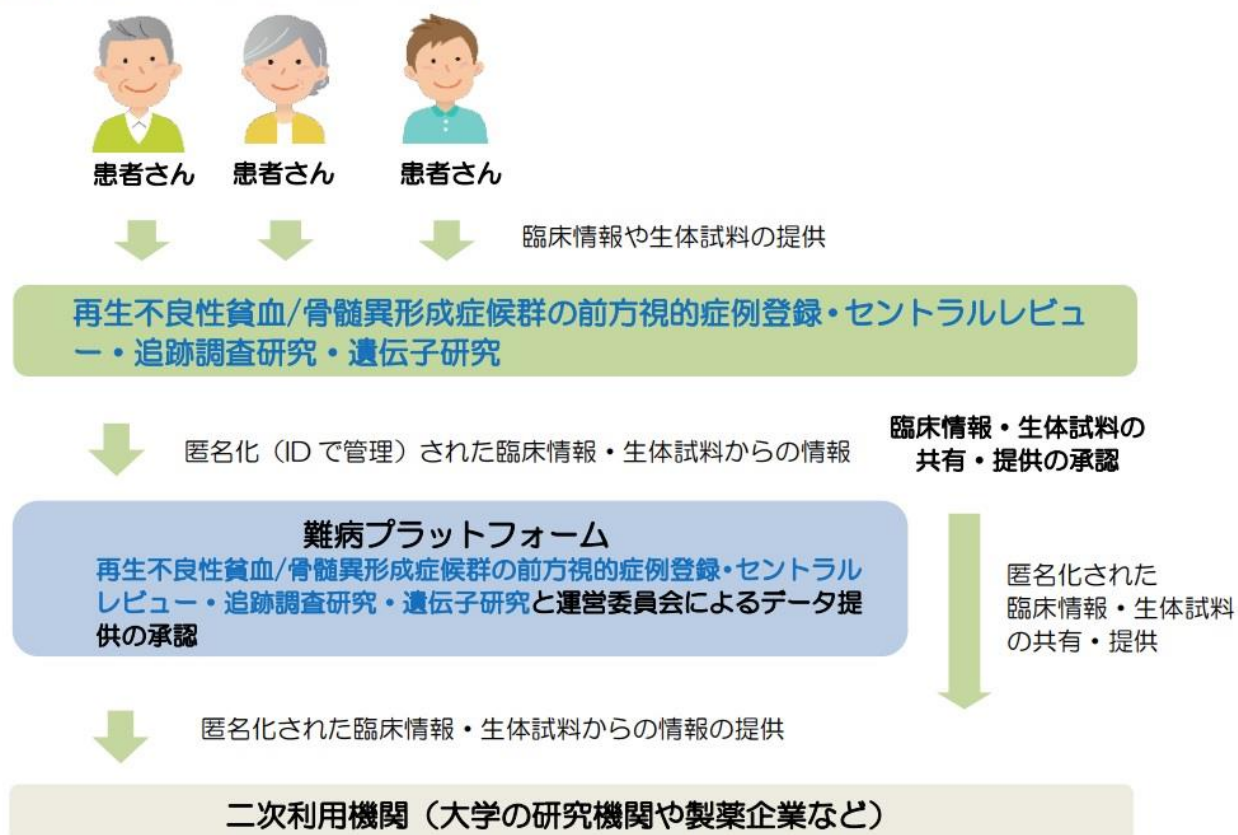 患者さん 患者さん 患者さん
臨床情報や生体試料の提供
再生不良性貧血/骨髄異形成症候群の前方視的症例登録・セントラルレビュ
ー・追跡調査研究・遺伝子研究
匿名化（ID で管理）された臨床情報・生体試料からの情報
臨床情報・生体試料の
共有・提供の承認
難病プラットフォーム
再生不良性貧血/骨髄異形成症候群の前方視的症例登録・セントラル
レビュー・追跡調査研究・遺伝子研究と運営委員会によるデータ提
供の承認
匿名化された
臨床情報・生体試料
の共有・提供
匿名化された臨床情報・生体試料からの情報の提供
二次利用機関（大学の研究機関や製薬企業など）